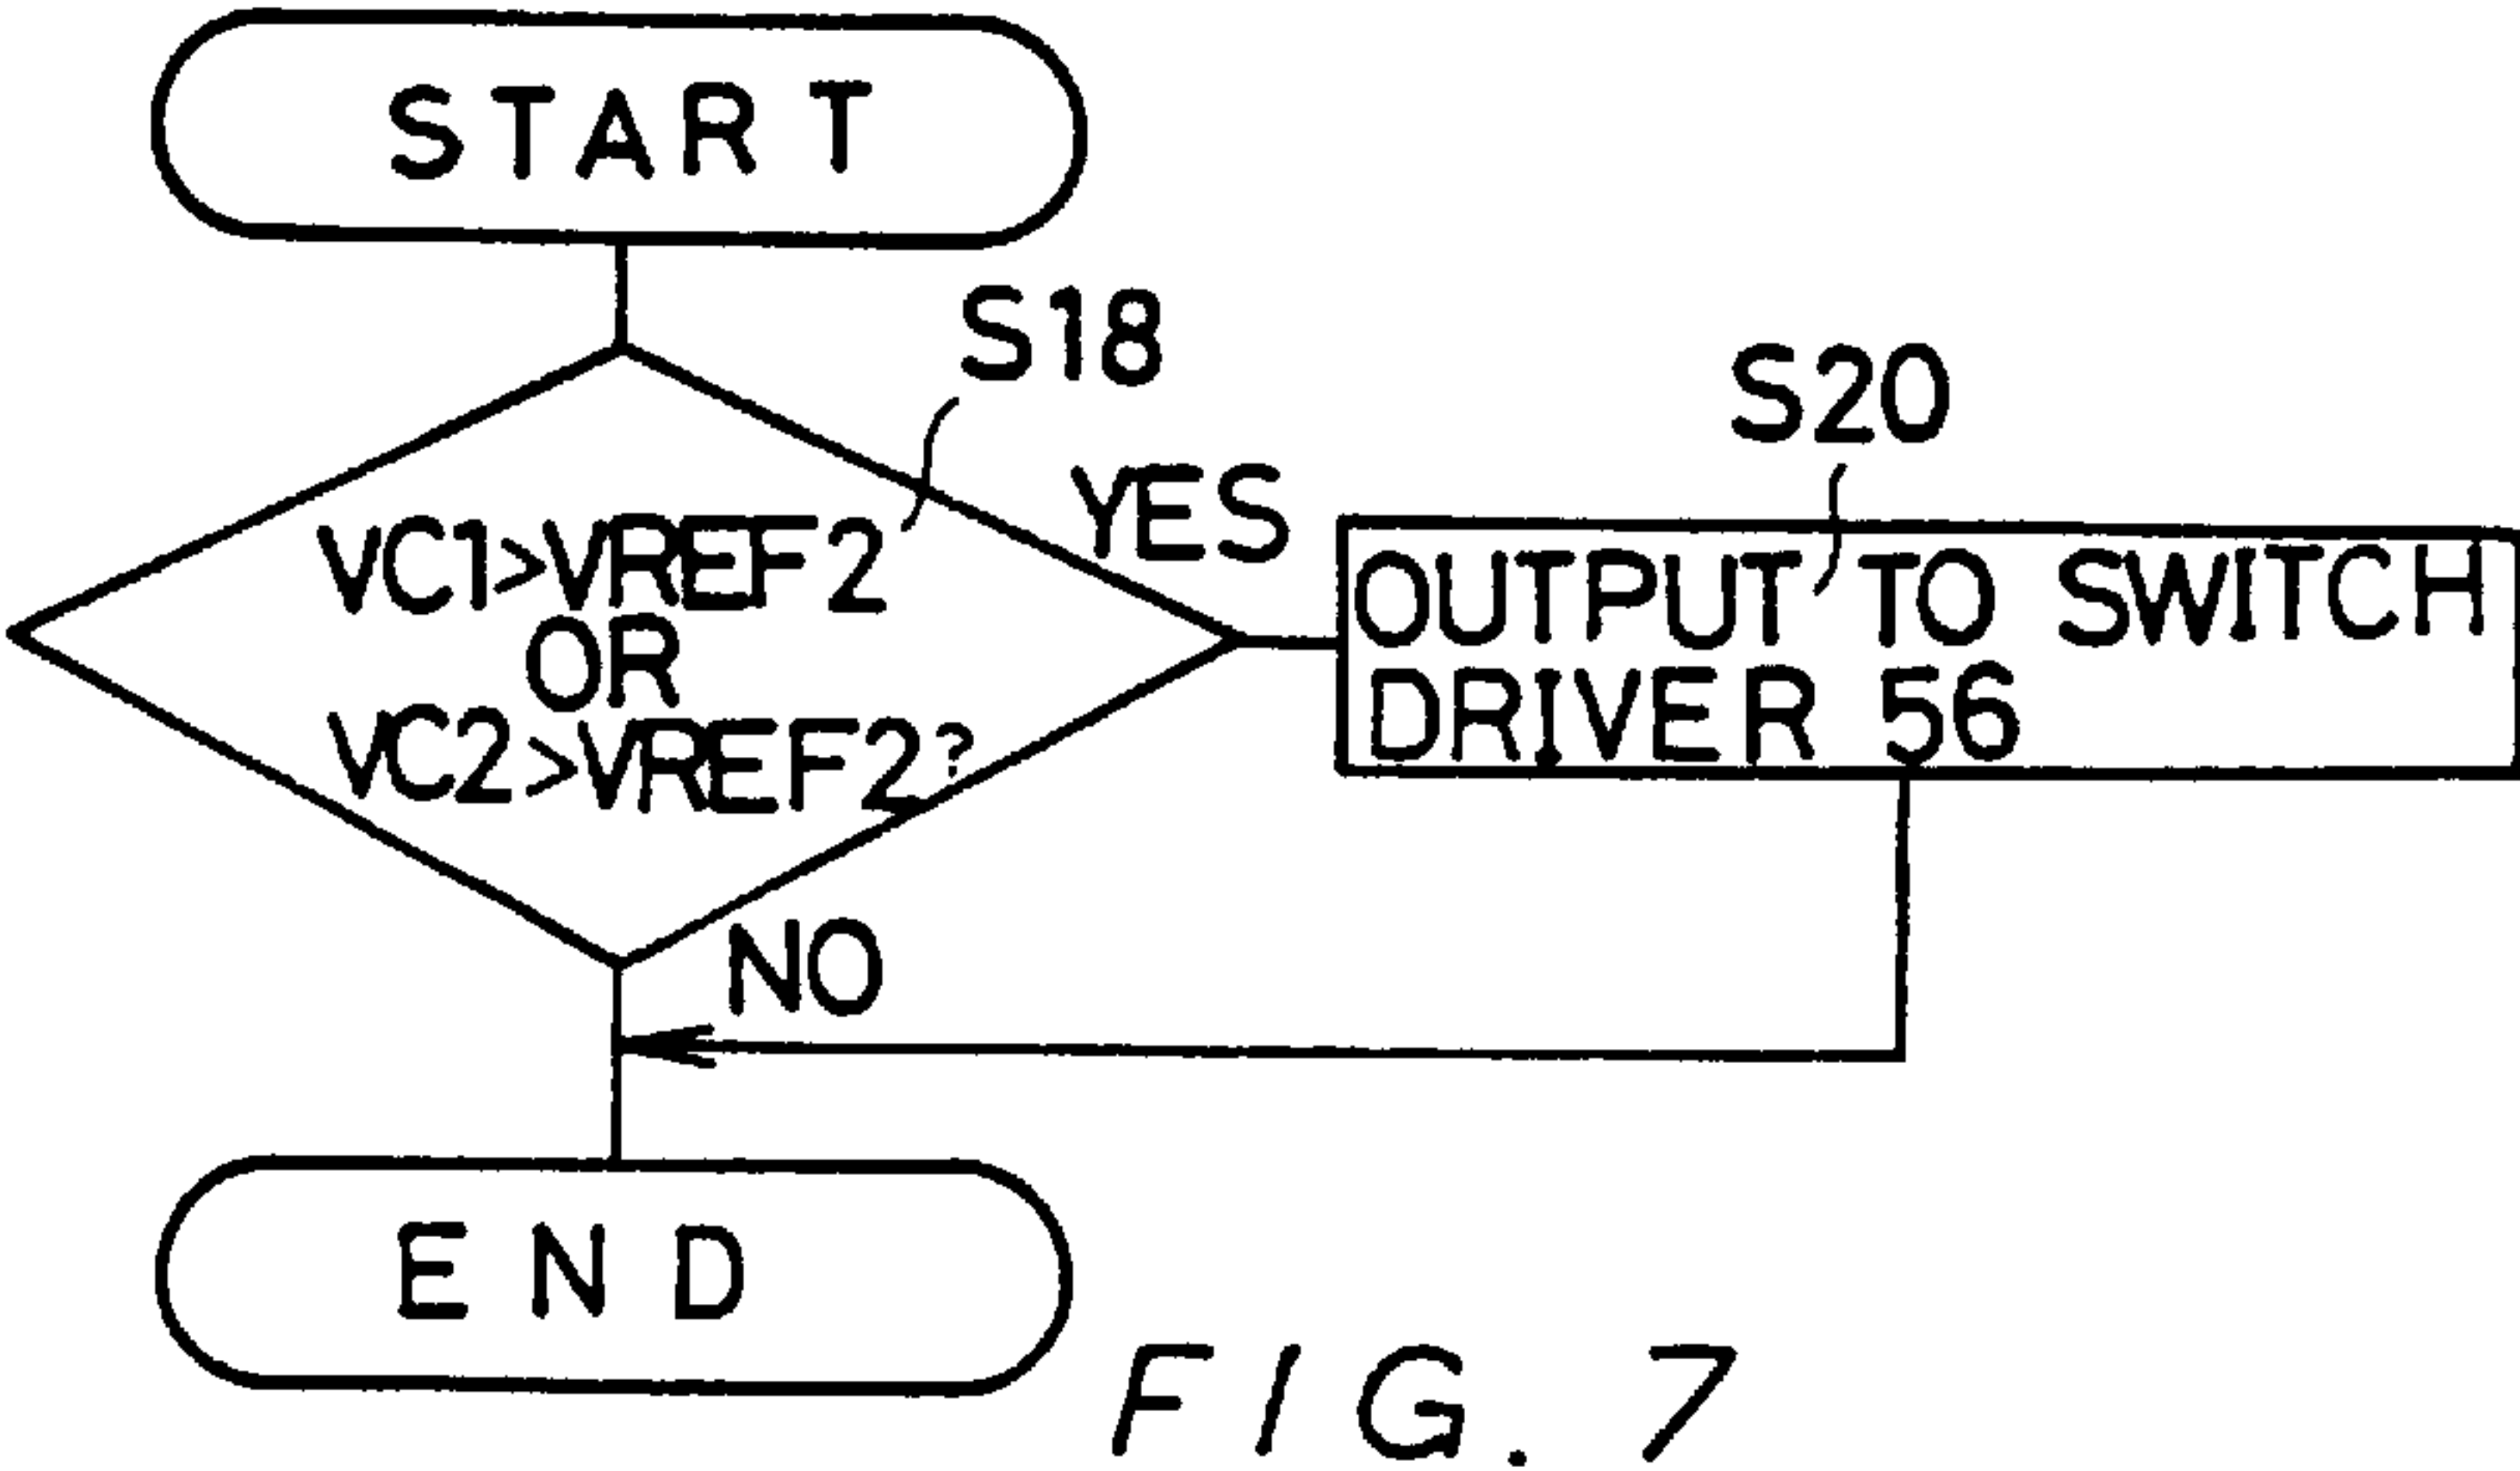 START
S18
S20
YES
VC1>VREF2
OR
VC2>VREF2?
OUTPUT TO SWITCH
DRIVER 56
NO
END
FIG. 7